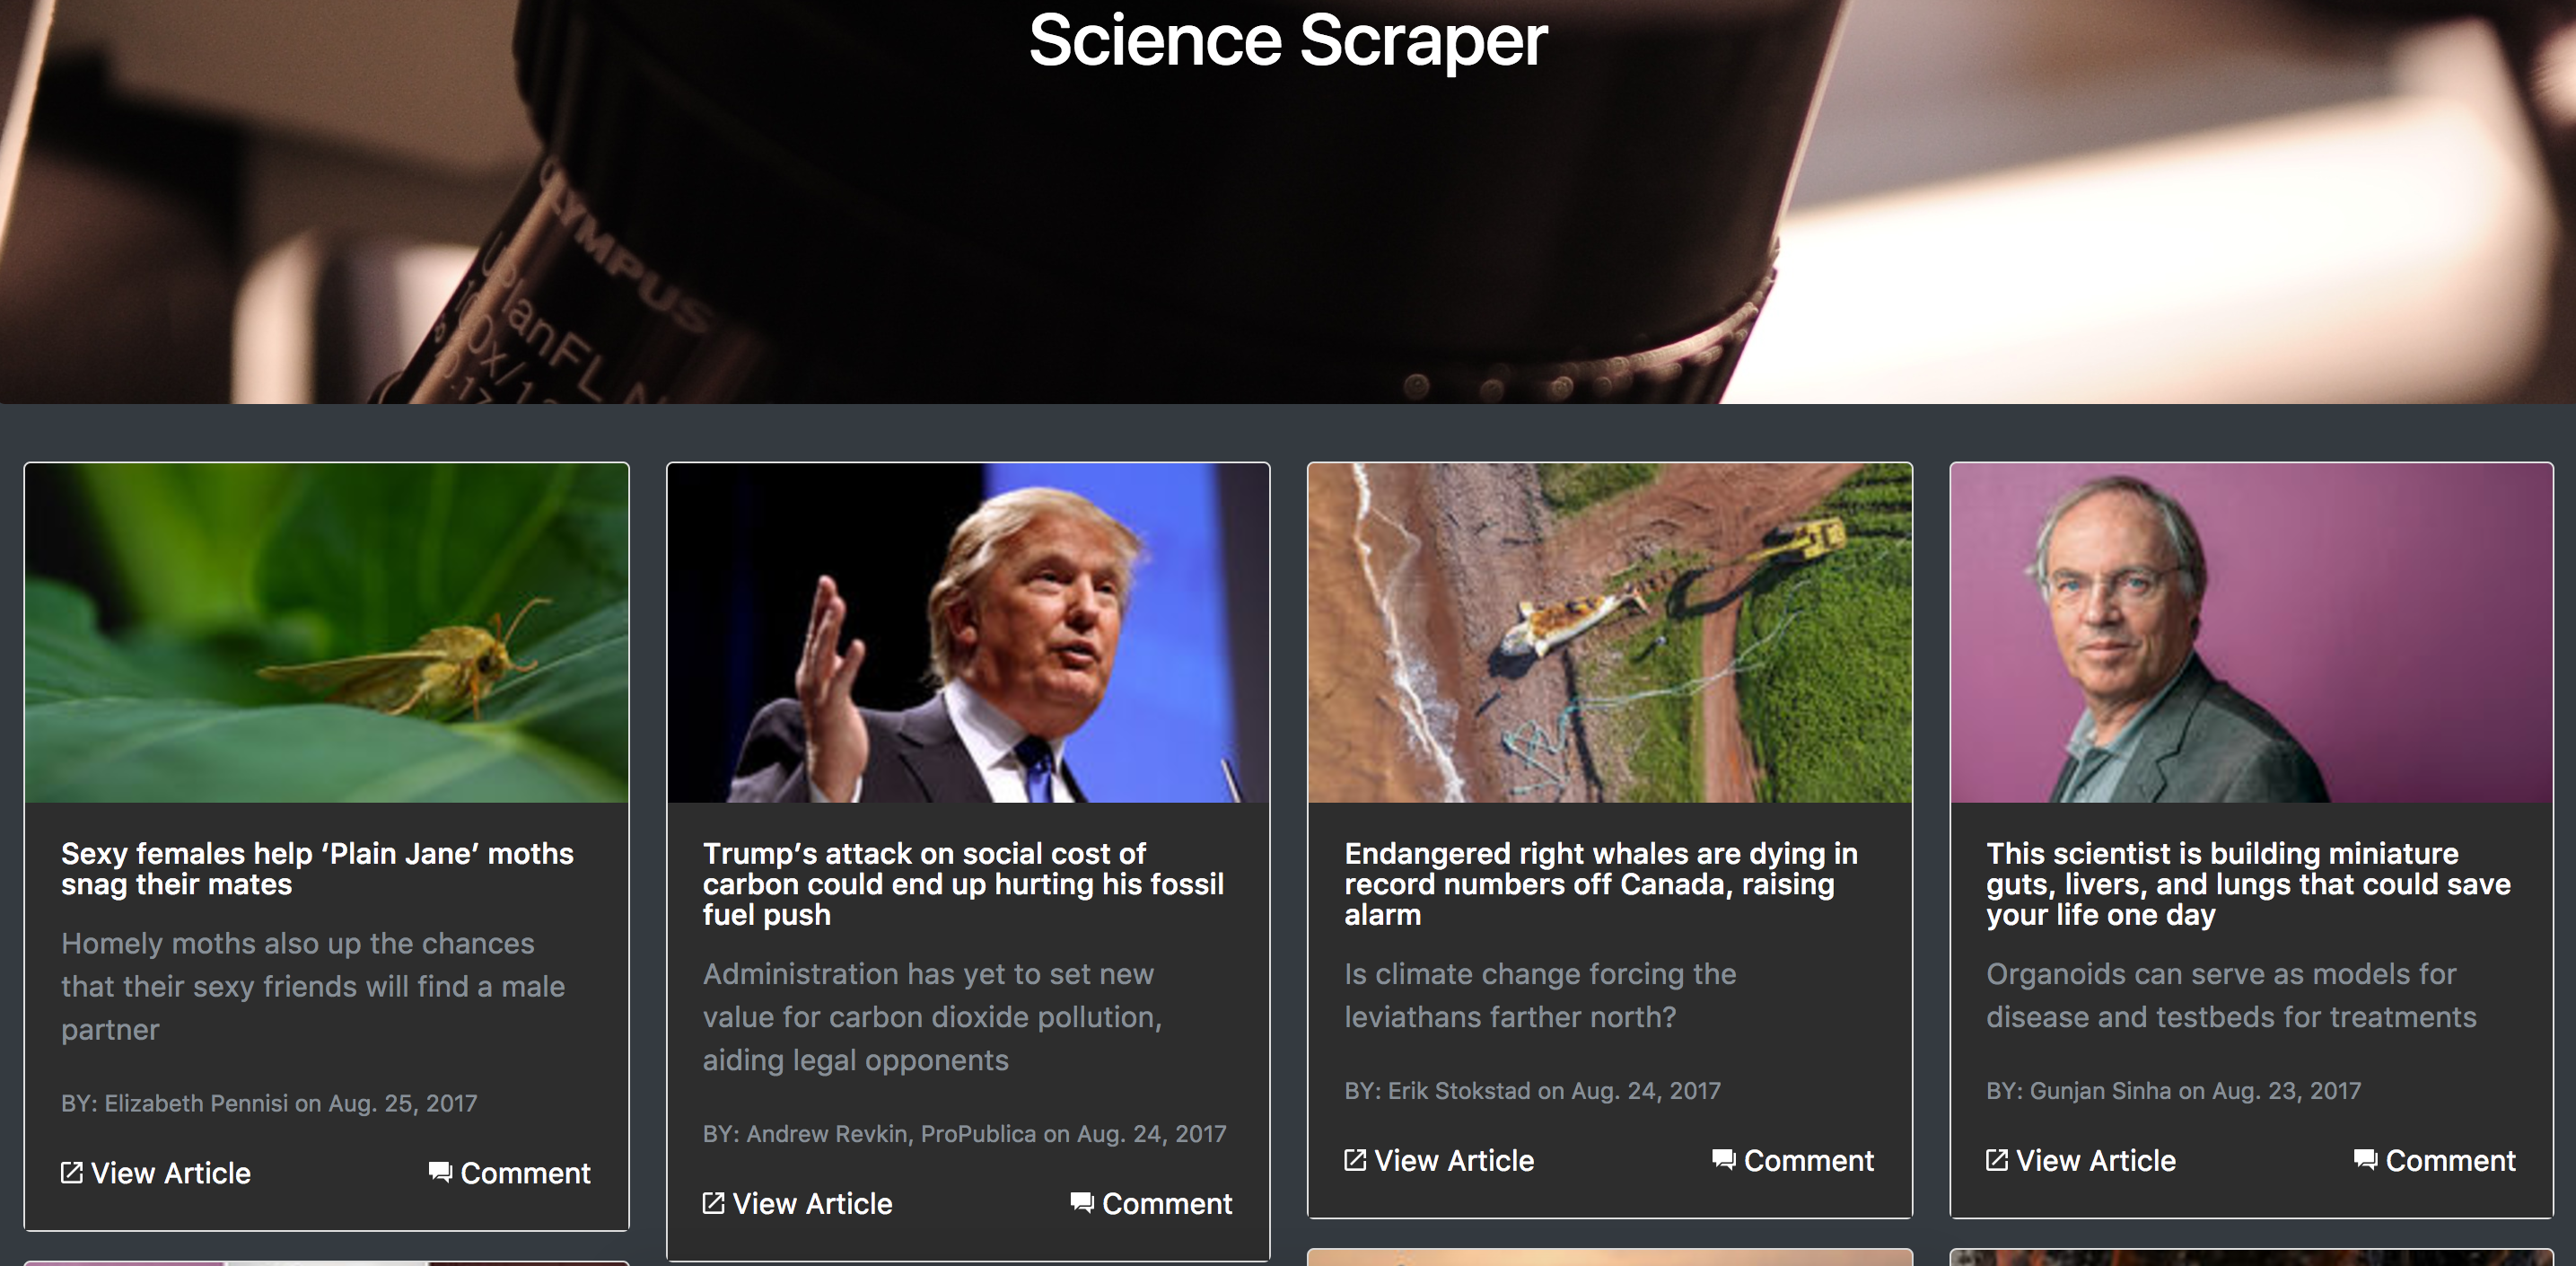 Science Scraper
OLYMPUS
UPlanFL N
Sexy females help ‘Plain Jane’ moths
snag their mates
Homely moths also up the chances
that their sexy friends will find a male
partner
BY: Elizabeth Pennisi on Aug. 25, 2017
View Article
Comment
Trump’s attack on social cost of
carbon could end up hurting his fossil
fuel push
Administration has yet to set new
value for carbon dioxide pollution,
aiding legal opponents
BY: Andrew Revkin, ProPublica on Aug. 24, 2017
View Article
Comment
Endangered right whales are dying in
record numbers off Canada, raising
alarm
Is climate change forcing the
leviathans farther north?
BY: Erik Stokstad on Aug. 24, 2017
View Article
Comment
This scientist is building miniature
guts, livers, and lungs that could save
your life one day
Organoids can serve as models for
disease and testbeds for treatments
BY: Gunjan Sinha on Aug. 23, 2017
View Article
Comment